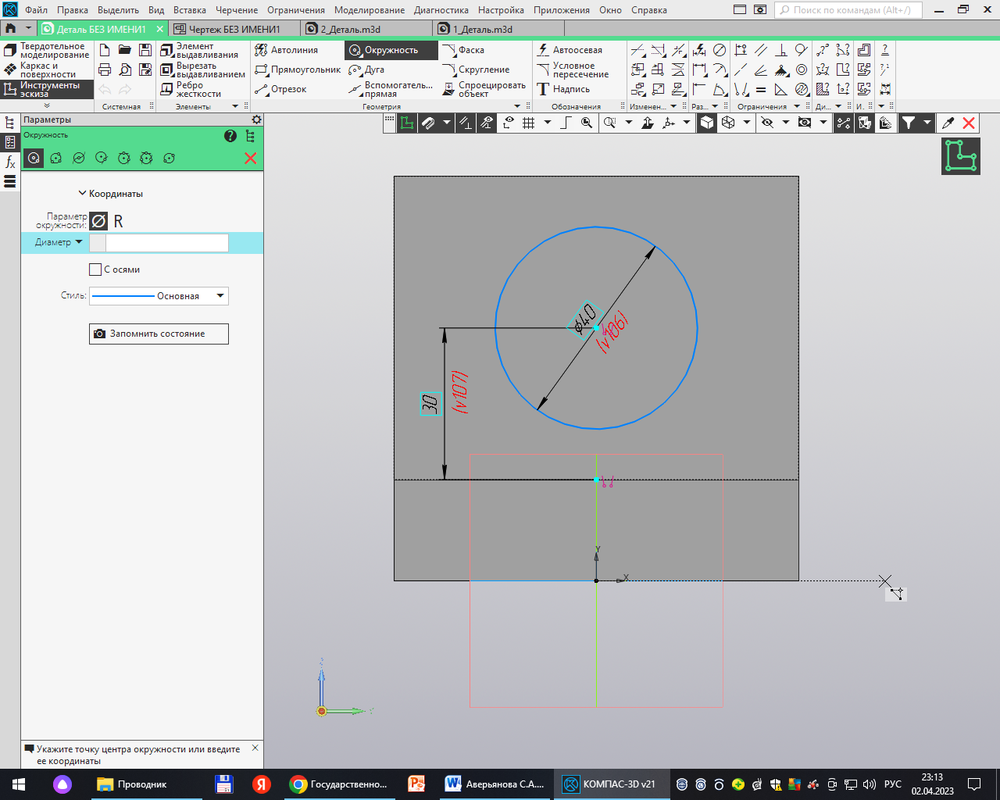 Файл Правка Выделить Вид Вставка Черчение Ограничения Моделирование Диагностика Настройка Приложения Окно Справка Поиск по командам (Alt+/)
Деталь БЕЗ ИМЕНИ1 Чертеж БЕЗ ИМЕНИ1 2_Деталь.m3d 1_Деталь.m3d
Твердотельное моделирование
Каркас и поверхности
Инструменты эскиза
Системная
Элемент выдавливания
Вырезать выдавливанием
Ребро жесткости
Элементы
Автолиния Окружность Фаска
Прямоугольник Дуга Скругление
Отрезок Вспомогатель... прямая Спроецировать объект
Геометрия
Автоосевая
Условное пересечение
Надпись
Обозначения
Изменен...
Раз...
Ограничения
Ди...
И.
Параметры
Окружность
Координаты
Параметр окружности: R
Диаметр
С осями
Стиль: Основная
Запомнить состояние
⌀40
(v106)
30
(v107)
Y
X
Укажите точку центра окружности или введите
ее координаты
Проводник
Государственно...
Аверьянова С.А....
КОМПАС-3D v21
РУС
23:13
02.04.2023